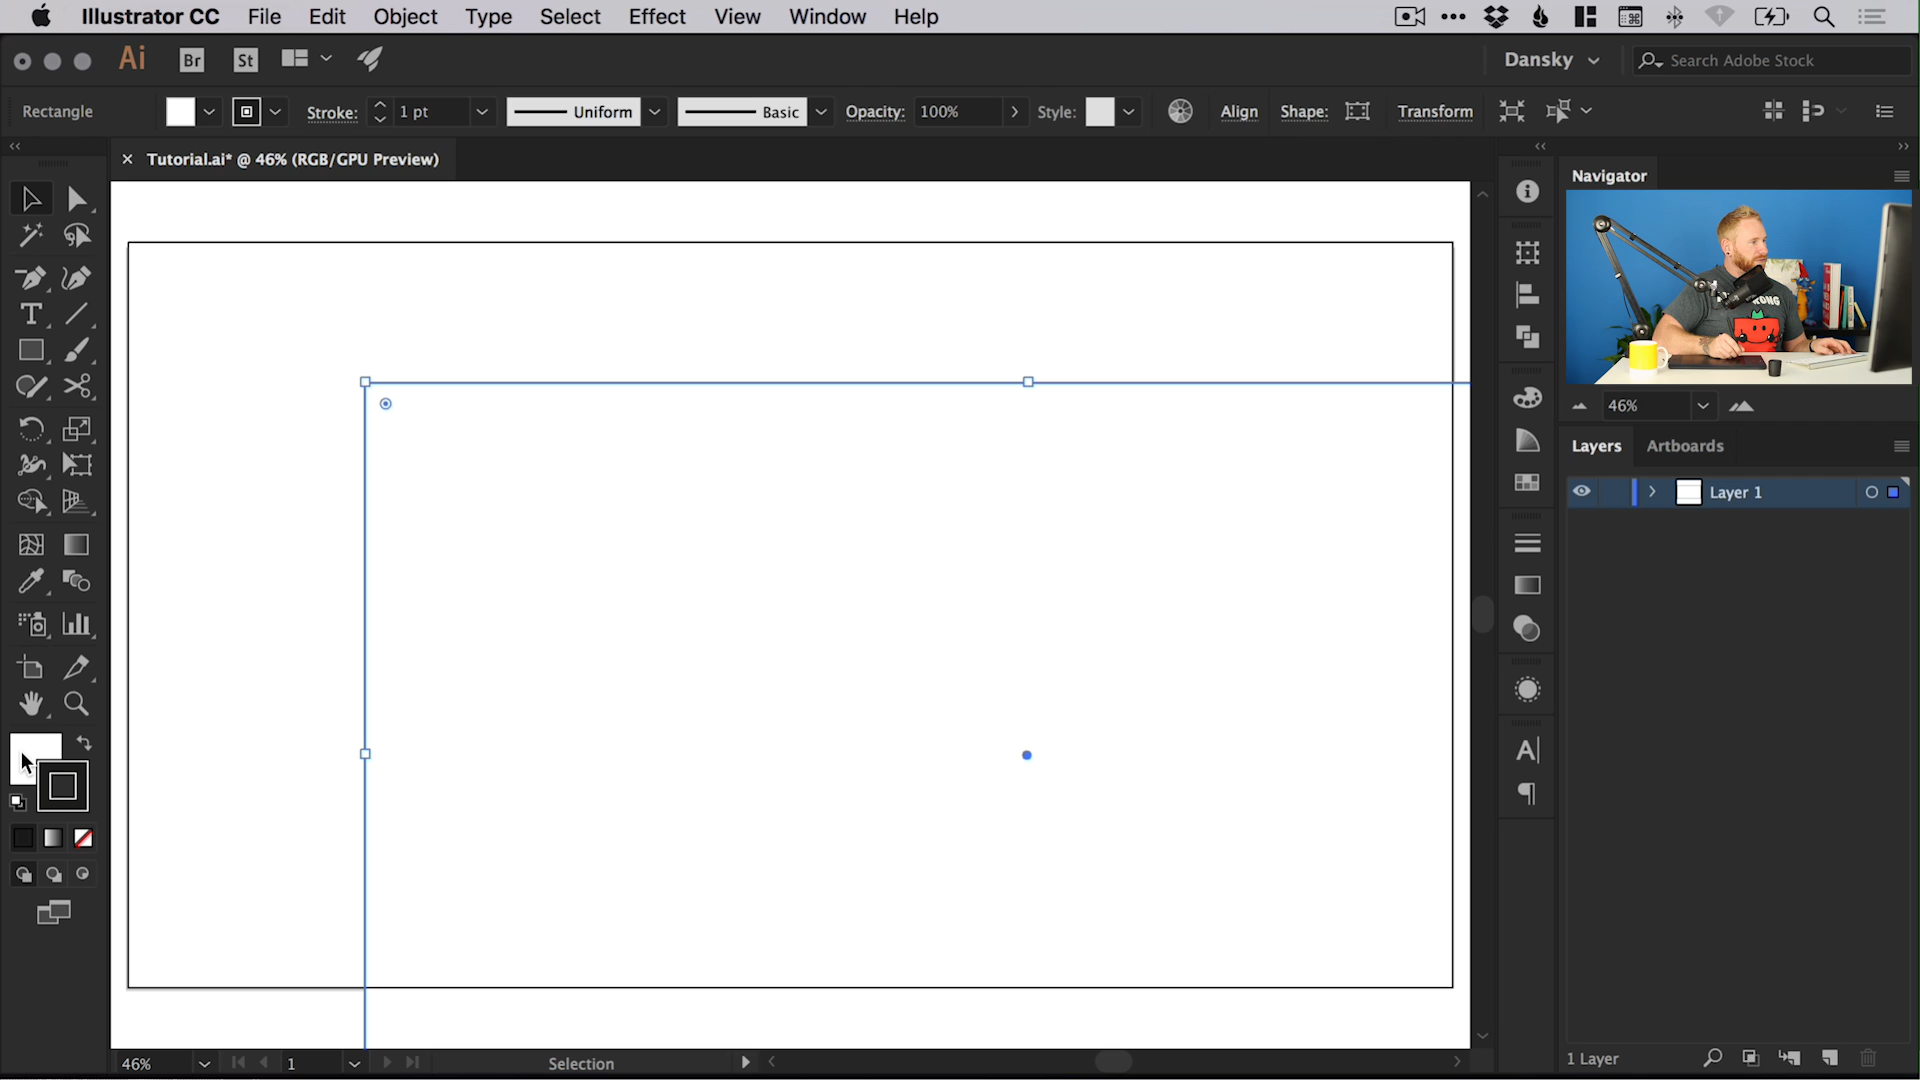 Illustrator CC File Edit Object Type Select Effect View Window Help
Ai Br St Dansky Search Adobe Stock
Rectangle Stroke: 1 pt Uniform Basic Opacity: 100% Style: Align Shape: Transform
Tutorial.ai* @ 46% (RGB/GPU Preview)
Navigator
46%
Layers Artboards
Layer 1
46% 1 Selection
1 Layer